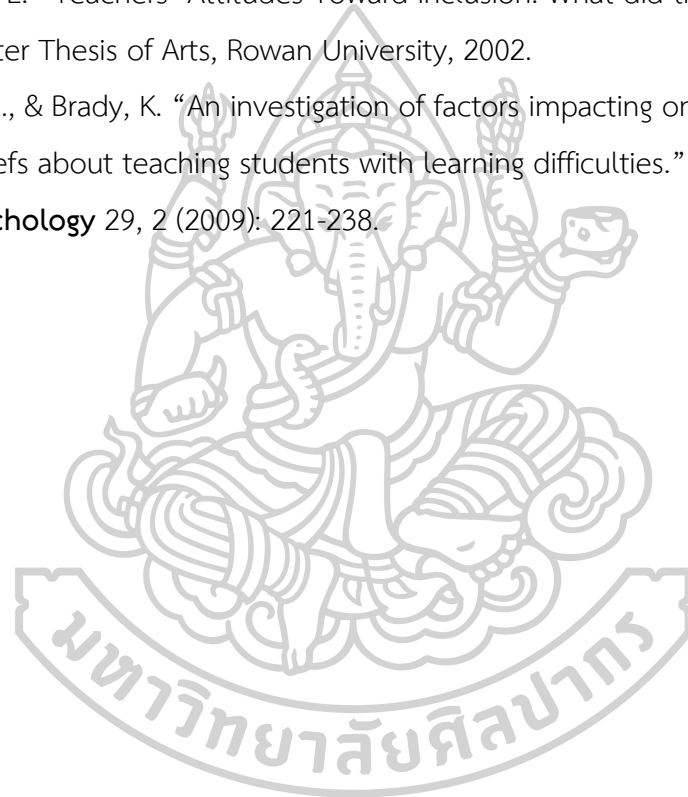 Teachers' Attitudes Toward Inclusion: What did
ter Thesis of Arts, Rowan University, 2002.
., & Brady, K. “An investigation of factors impacting
efs about teaching students with learning difficulties.”
chology 29, 2 (2009): 221-238.
มหาวิทยาลัยศิลปากร